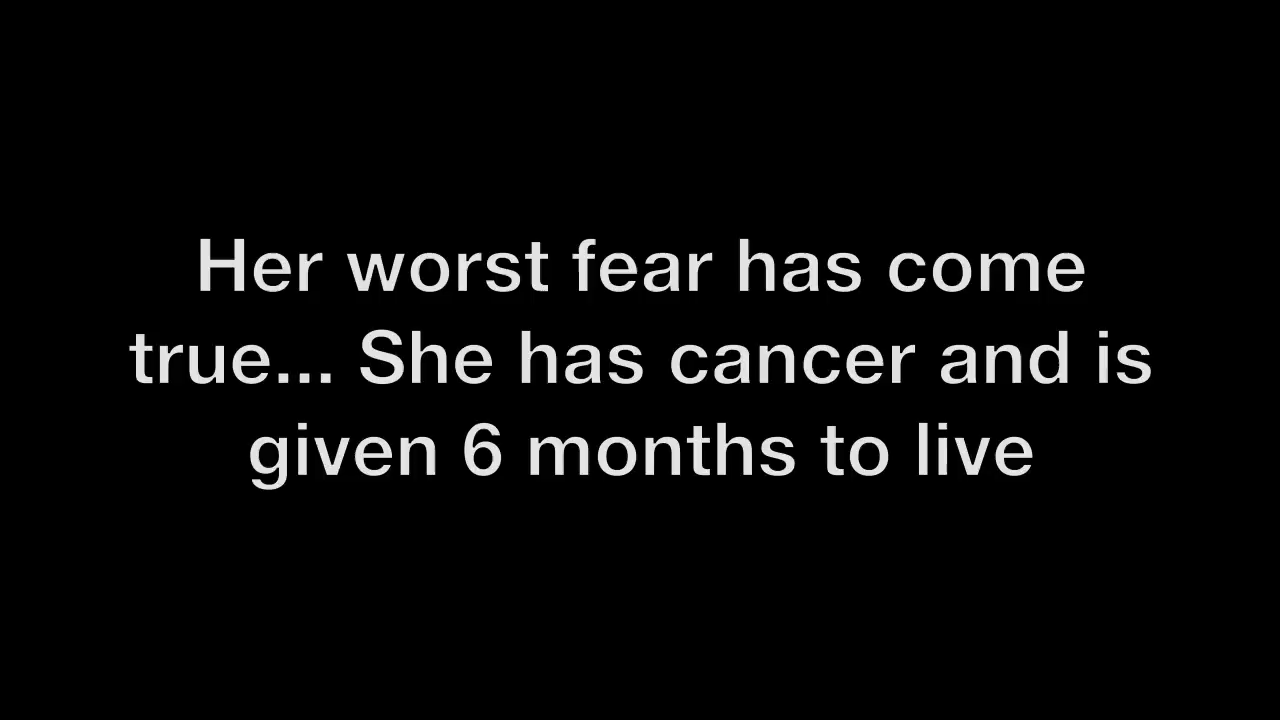 Her worst fear has come
true... She has cancer and is
given 6 months to live